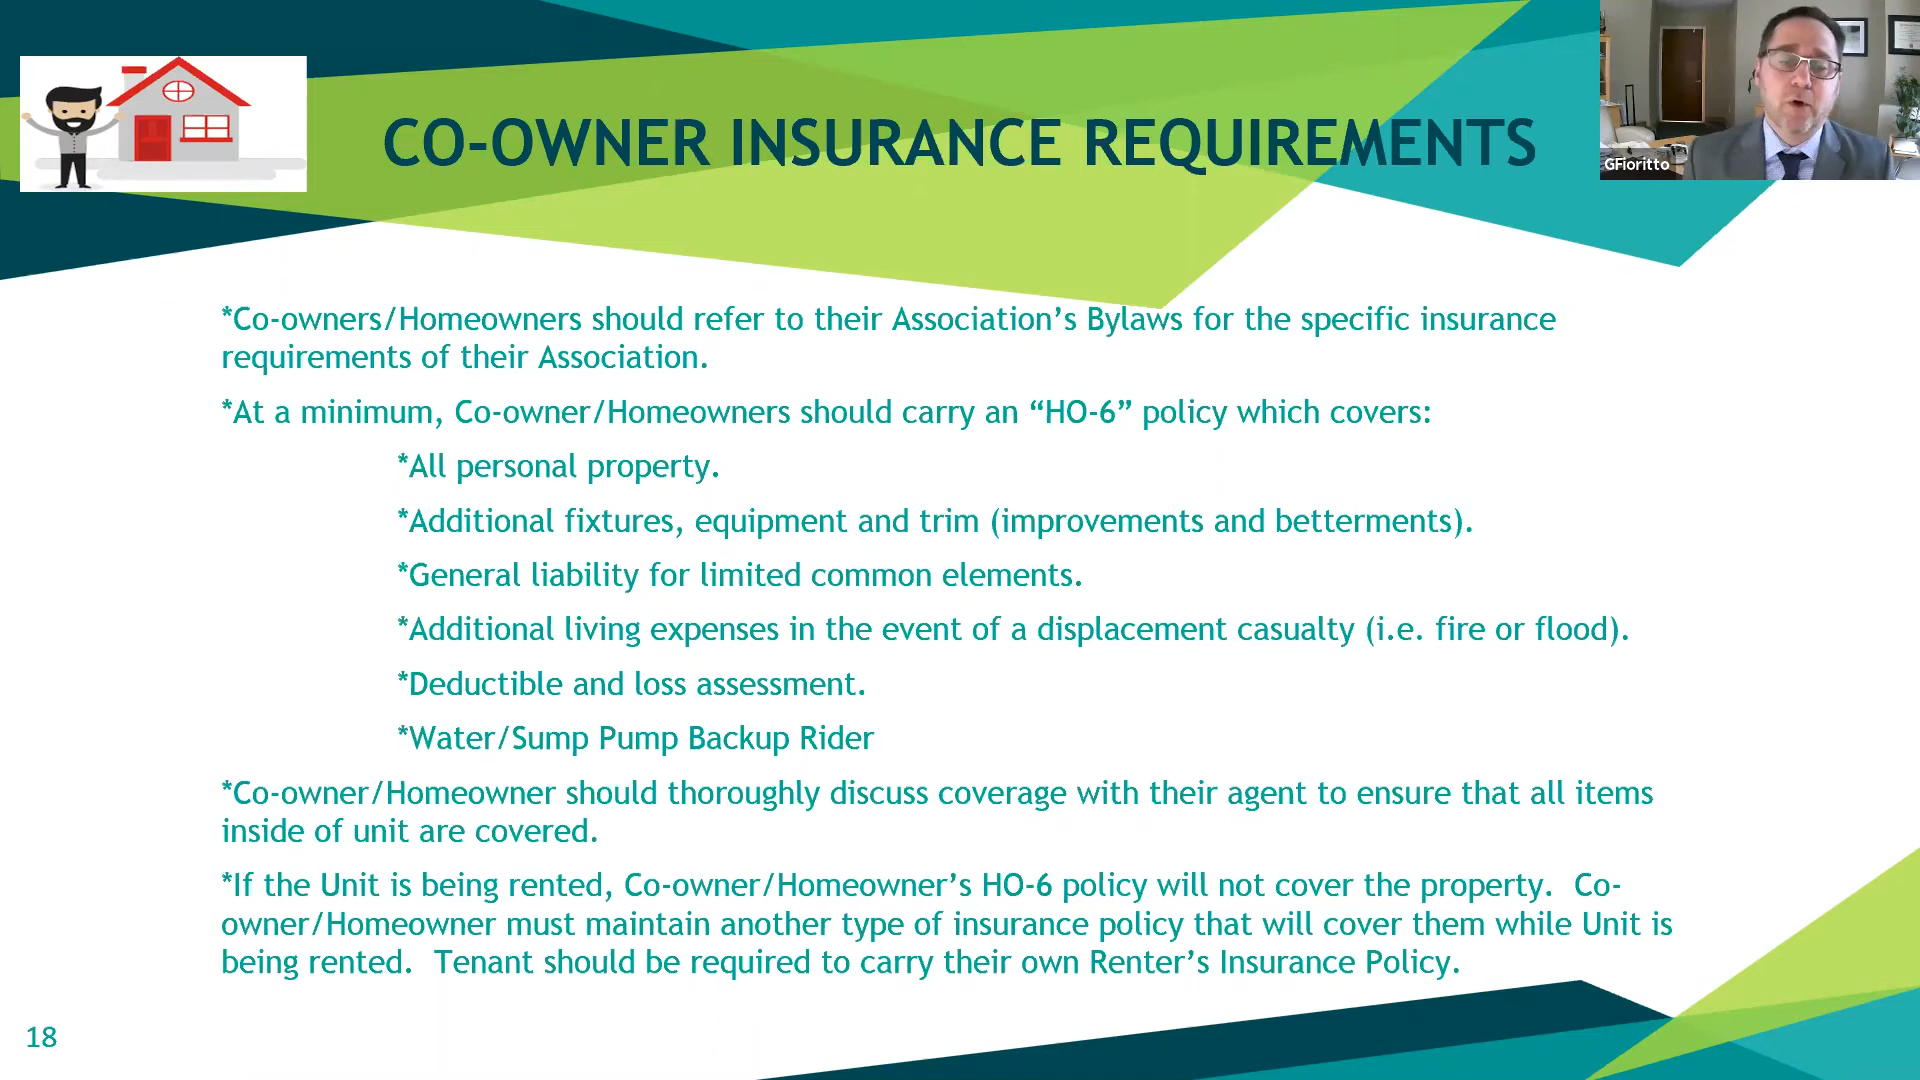 CO-OWNER INSURANCE REQUIREMENTS
GFioritto
*Co-owners/Homeowners should refer to their Association’s Bylaws for the specific insurance
requirements of their Association.
*At a minimum, Co-owner/Homeowners should carry an “HO-6” policy which covers:
*All personal property.
*Additional fixtures, equipment and trim (improvements and betterments).
*General liability for limited common elements.
*Additional living expenses in the event of a displacement casualty (i.e. fire or flood).
*Deductible and loss assessment.
*Water/Sump Pump Backup Rider
*Co-owner/Homeowner should thoroughly discuss coverage with their agent to ensure that all items
inside of unit are covered.
*If the Unit is being rented, Co-owner/Homeowner’s HO-6 policy will not cover the property.  Co-
owner/Homeowner must maintain another type of insurance policy that will cover them while Unit is
being rented.  Tenant should be required to carry their own Renter’s Insurance Policy.
18